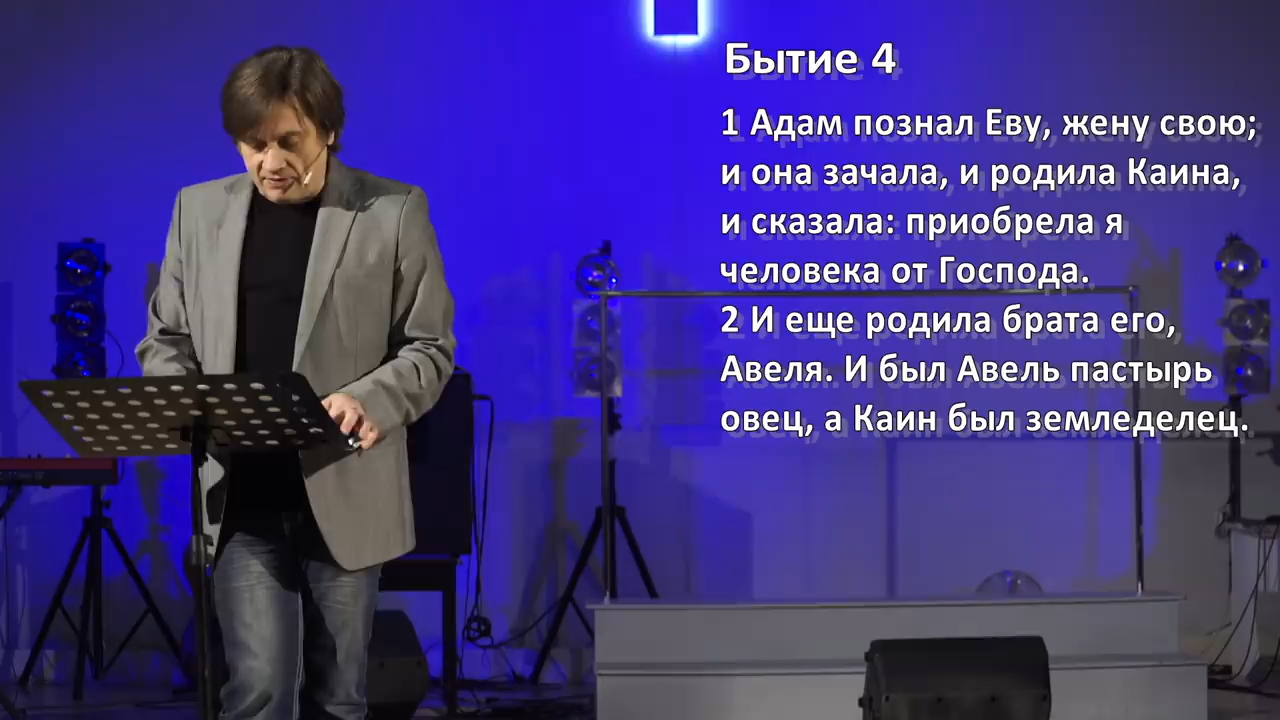 Бытие 4
1 Адам познал Еву, жену свою;
и она зачала, и родила Каина,
и сказала: приобрела я
человека от Господа.
2 И еще родила брата его,
Авеля. И был Авель пастырь
овец, а Каин был земледелец.